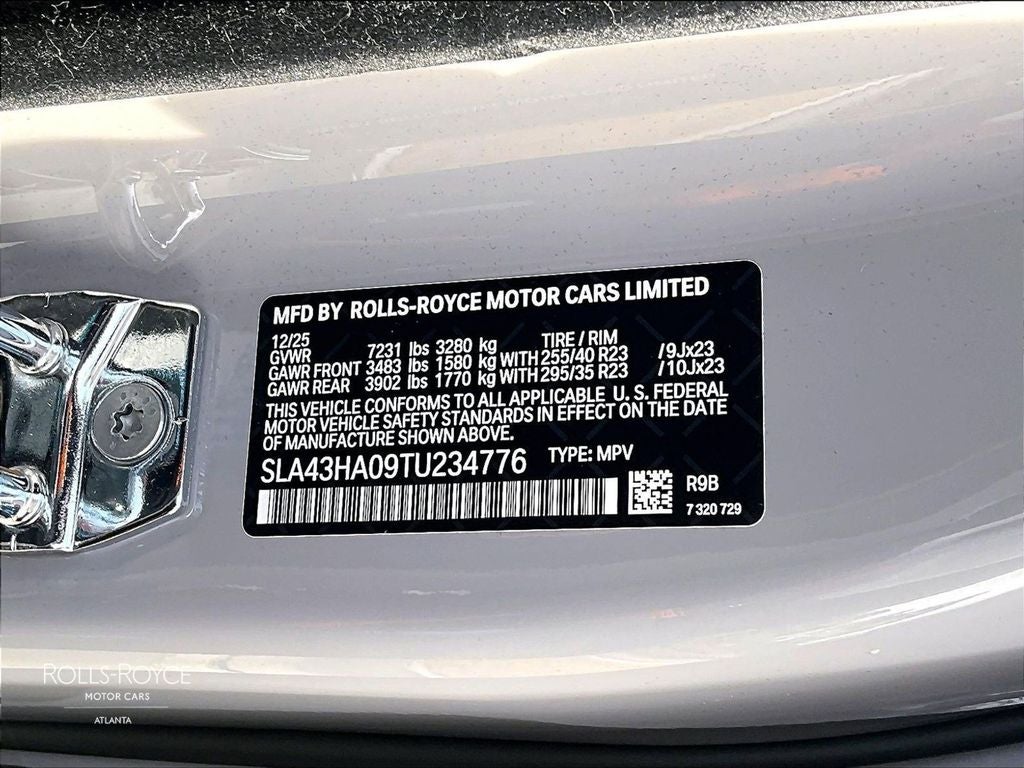 MFD BY ROLLS-ROYCE MOTOR CARS LIMITED
12/25 TIRE / RIM
GVWR 7231 lbs 3280 kg
GAWR FRONT 3483 lbs 1580 kg WITH 255/40 R23 /9Jx23
GAWR REAR 3902 lbs 1770 kg WITH 295/35 R23 /10Jx23
THIS VEHICLE CONFORMS TO ALL APPLICABLE U. S. FEDERAL
MOTOR VEHICLE SAFETY STANDARDS IN EFFECT ON THE DATE
OF MANUFACTURE SHOWN ABOVE.
SLA43HA09TU234776 TYPE: MPV
R9B
7 320 729
ROLLS-ROYCE
MOTOR CARS
ATLANTA